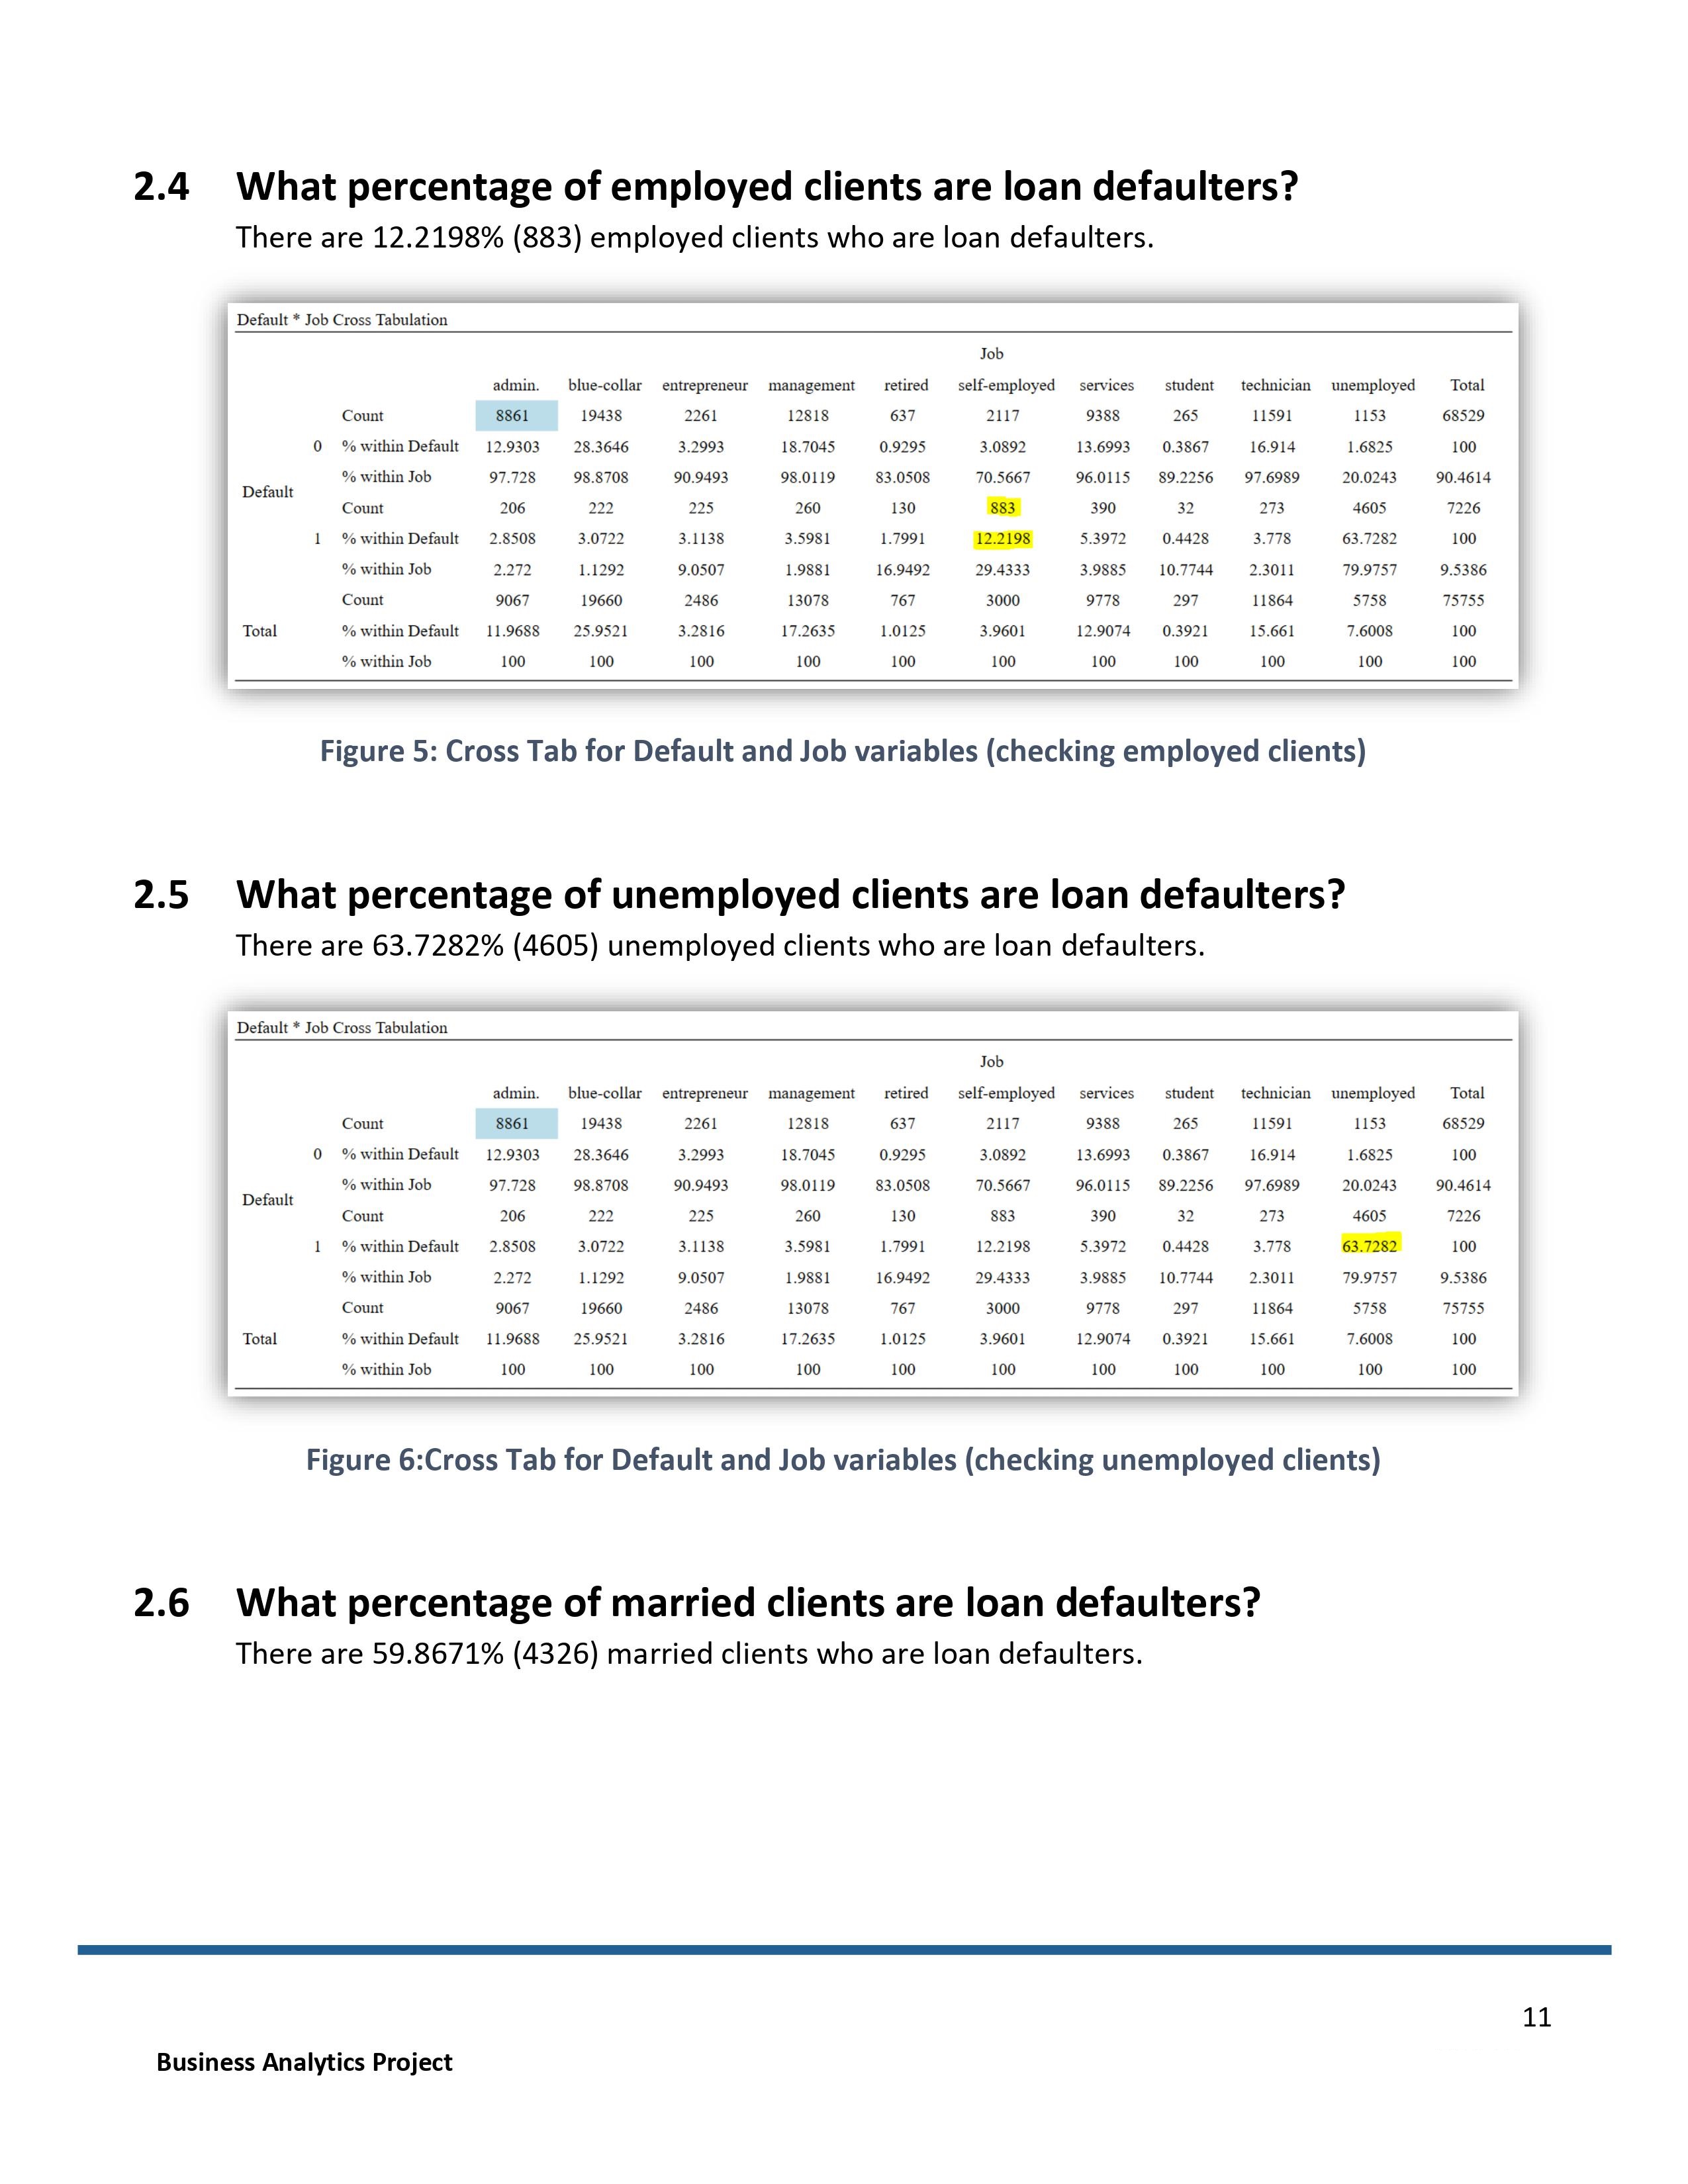 2.4 What percentage of employed clients are loan defaulters?
There are 12.2198% (883) employed clients who are loan defaulters.
Default * Job Cross Tabulation
Job
admin. blue-collar entrepreneur management retired self-employed services student technician unemployed Total
Count 8861 19438 2261 12818 637 2117 9388 265 11591 1153 68529
0 % within Default 12.9303 28.3646 3.2993 18.7045 0.9295 3.0892 13.6993 0.3867 16.914 1.6825 100
% within Job 97.728 98.8708 90.9493 98.0119 83.0508 70.5667 96.0115 89.2256 97.6989 20.0243 90.4614
Default
Count 206 222 225 260 130 883 390 32 273 4605 7226
1 % within Default 2.8508 3.0722 3.1138 3.5981 1.7991 12.2198 5.3972 0.4428 3.778 63.7282 100
% within Job 2.272 1.1292 9.0507 1.9881 16.9492 29.4333 3.9885 10.7744 2.3011 79.9757 9.5386
Count 9067 19660 2486 13078 767 3000 9778 297 11864 5758 75755
Total % within Default 11.9688 25.9521 3.2816 17.2635 1.0125 3.9601 12.9074 0.3921 15.661 7.6008 100
% within Job 100 100 100 100 100 100 100 100 100 100 100
Figure 5: Cross Tab for Default and Job variables (checking employed clients)
2.5 What percentage of unemployed clients are loan defaulters?
There are 63.7282% (4605) unemployed clients who are loan defaulters.
Default * Job Cross Tabulation
Job
admin. blue-collar entrepreneur management retired self-employed services student technician unemployed Total
Count 8861 19438 2261 12818 637 2117 9388 265 11591 1153 68529
0 % within Default 12.9303 28.3646 3.2993 18.7045 0.9295 3.0892 13.6993 0.3867 16.914 1.6825 100
% within Job 97.728 98.8708 90.9493 98.0119 83.0508 70.5667 96.0115 89.2256 97.6989 20.0243 90.4614
Default
Count 206 222 225 260 130 883 390 32 273 4605 7226
1 % within Default 2.8508 3.0722 3.1138 3.5981 1.7991 12.2198 5.3972 0.4428 3.778 63.7282 100
% within Job 2.272 1.1292 9.0507 1.9881 16.9492 29.4333 3.9885 10.7744 2.3011 79.9757 9.5386
Count 9067 19660 2486 13078 767 3000 9778 297 11864 5758 75755
Total % within Default 11.9688 25.9521 3.2816 17.2635 1.0125 3.9601 12.9074 0.3921 15.661 7.6008 100
% within Job 100 100 100 100 100 100 100 100 100 100 100
Figure 6:Cross Tab for Default and Job variables (checking unemployed clients)
2.6 What percentage of married clients are loan defaulters?
There are 59.8671% (4326) married clients who are loan defaulters.
11
Business Analytics Project